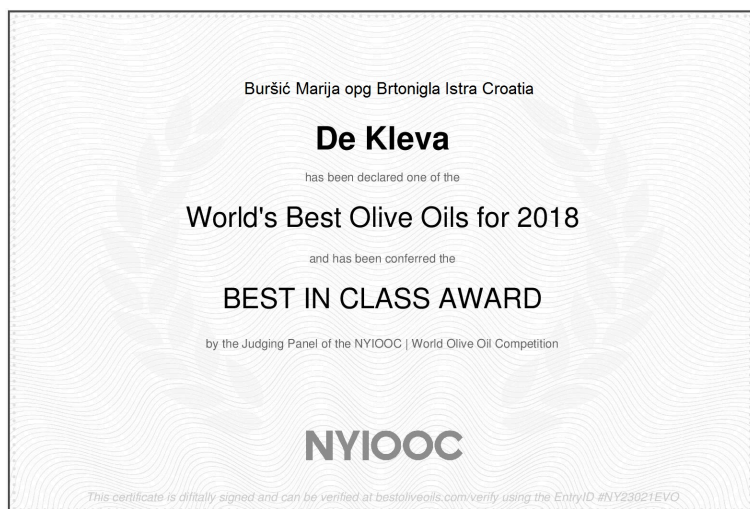 Buršić Marija opg Brtonigla Istra Croatia
De Kleva
has been declared one of the
World's Best Olive Oils for 2018
and has been conferred the
BEST IN CLASS AWARD
by the Judging Panel of the NYIOOC | World Olive Oil Competition
NYIOOC
This certificate is difitally signed and can be verified at bestoliveoils.com/verify using the EntryID #NY23021EVO